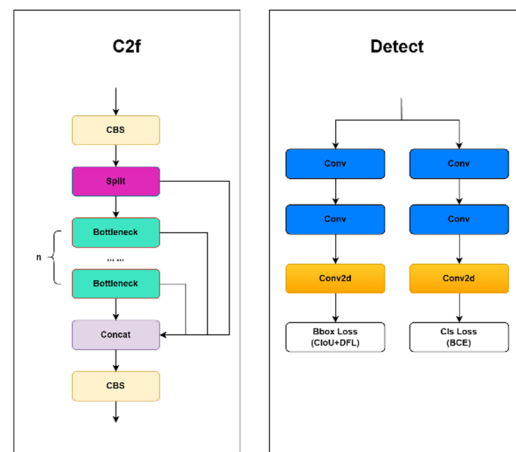 C2f
CBS
Split
Bottleneck
n
... ...
Bottleneck
Concat
CBS
Detect
Conv
Conv
Conv
Conv
Conv2d
Conv2d
Bbox Loss
(CIoU+DFL)
Cls Loss
(BCE)